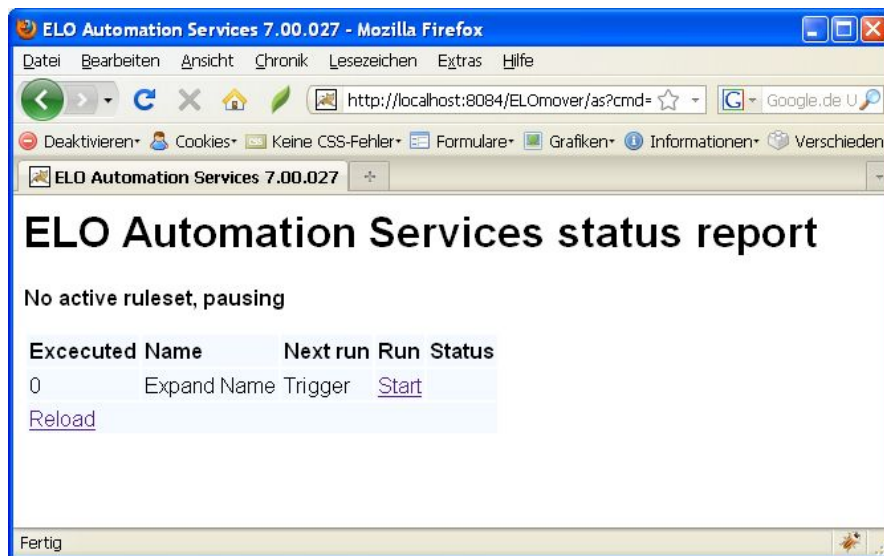 ELO Automation Services 7.00.027 - Mozilla Firefox
Datei Bearbeiten Ansicht Chronik Lesezeichen Extras Hilfe
http://localhost:8084/ELOmover/as?cmd= G Google.de U
Deaktivieren Cookies Keine CSS-Fehler Formulare Grafiken Informationen Verschieden
ELO Automation Services 7.00.027
ELO Automation Services status report
No active ruleset, pausing
Excecuted Name Next run Run Status
0 Expand Name Trigger Start
Reload
Fertig